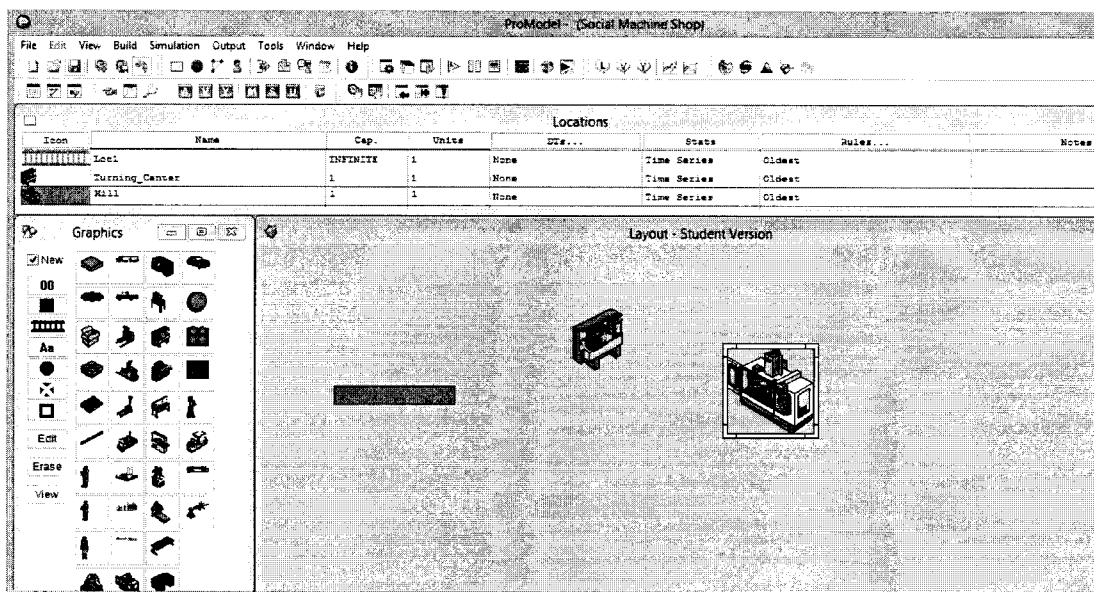 ProModel - (Social Machine Shop)
File Edit View Build Simulation Output Tools Window Help
Locations
Icon Name Cap. Units DTs... Stats Rules... Notes
Loc1 INFINITE 1 None Time Series Oldest
Turning_Center 1 1 None Time Series Oldest
Mill 1 1 None Time Series Oldest
Graphics
Layout - Student Version
New
00
Aa
Edit
Erase
View